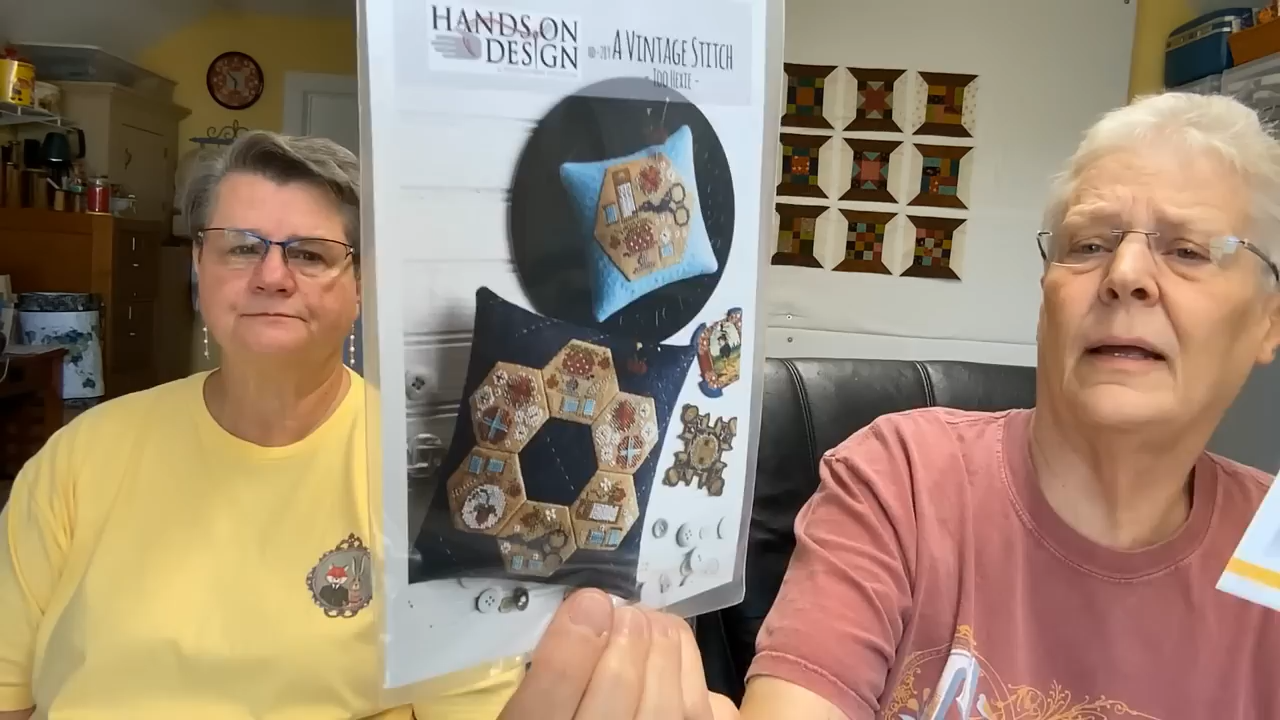 HANDS ON
DESIGN
A VINTAGE STITCH
- TOO HEXIE -